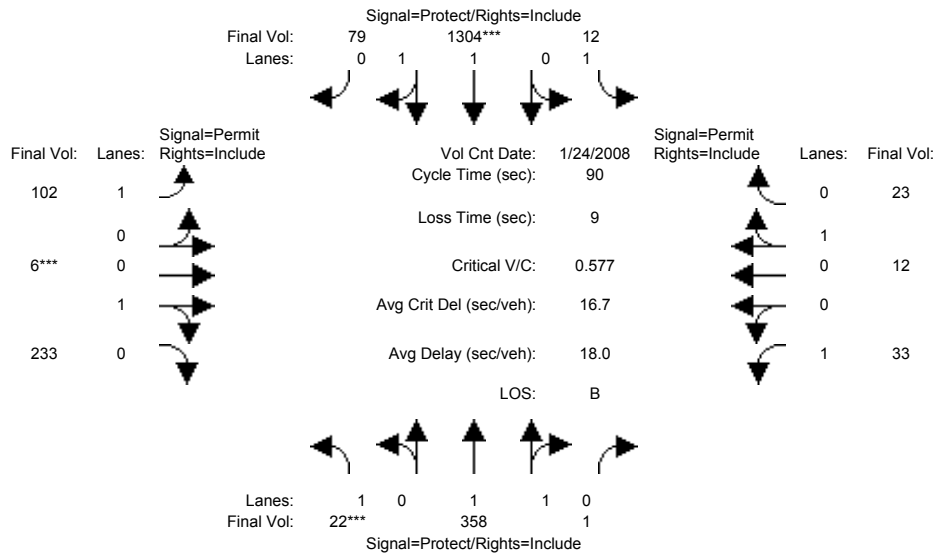 Signal=Protect/Rights=Include
Final Vol: 79 1304*** 12
Lanes: 0 1 1 0 1
Signal=Permit Signal=Permit
Final Vol: Lanes: Rights=Include Vol Cnt Date: 1/24/2008 Rights=Include Lanes: Final Vol:
Cycle Time (sec): 90
102 1 0 23
Loss Time (sec): 9
0 1
6*** 0 Critical V/C: 0.577 0 12
1 Avg Crit Del (sec/veh): 16.7 0
233 0 Avg Delay (sec/veh): 18.0 1 33
LOS: B
Lanes: 1 0 1 1 0
Final Vol: 22*** 358 1
Signal=Protect/Rights=Include